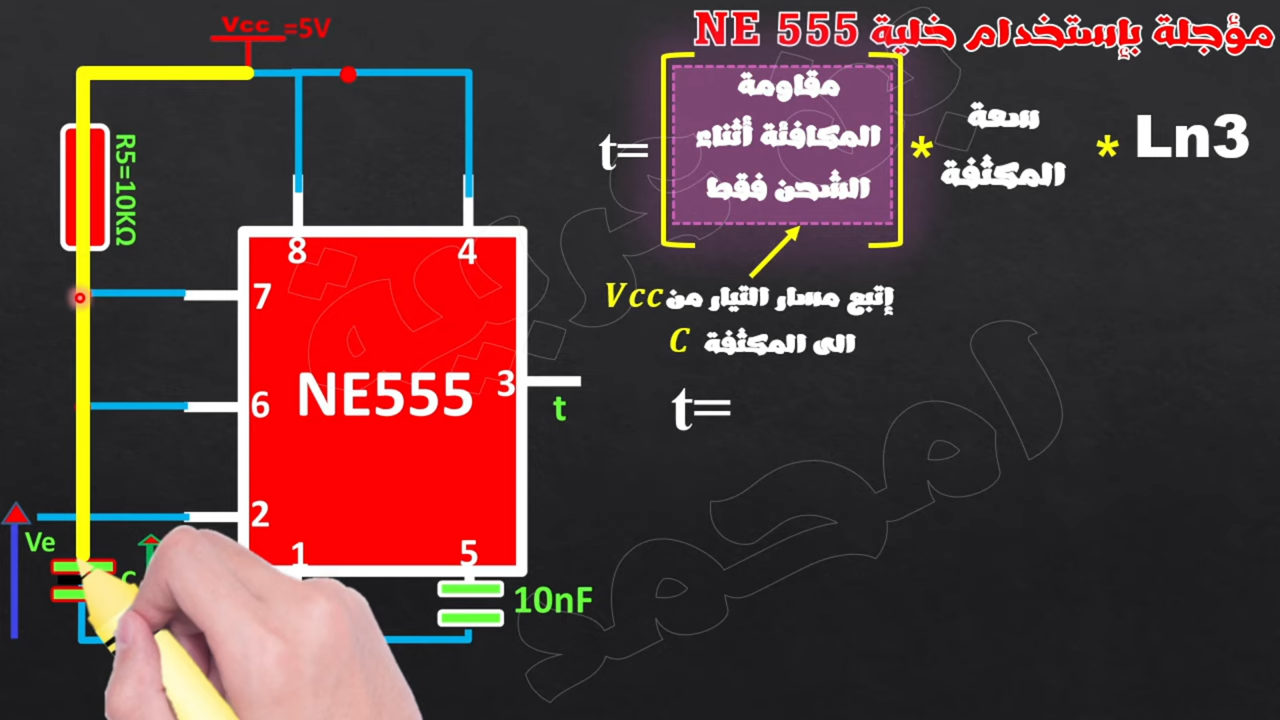 مؤجلة بإستخدام خلية NE 555
Vcc =5V
R5=10KΩ
t=
مقاومة
المكافئة أثناء
الشحن فقط
*
سعة
المكثفة
*
Ln3
إتبع مسار التيار من Vcc
الى المكثفة C
t=
8
4
7
6
2
1
5
3
NE555
t
Ve
C
10nF